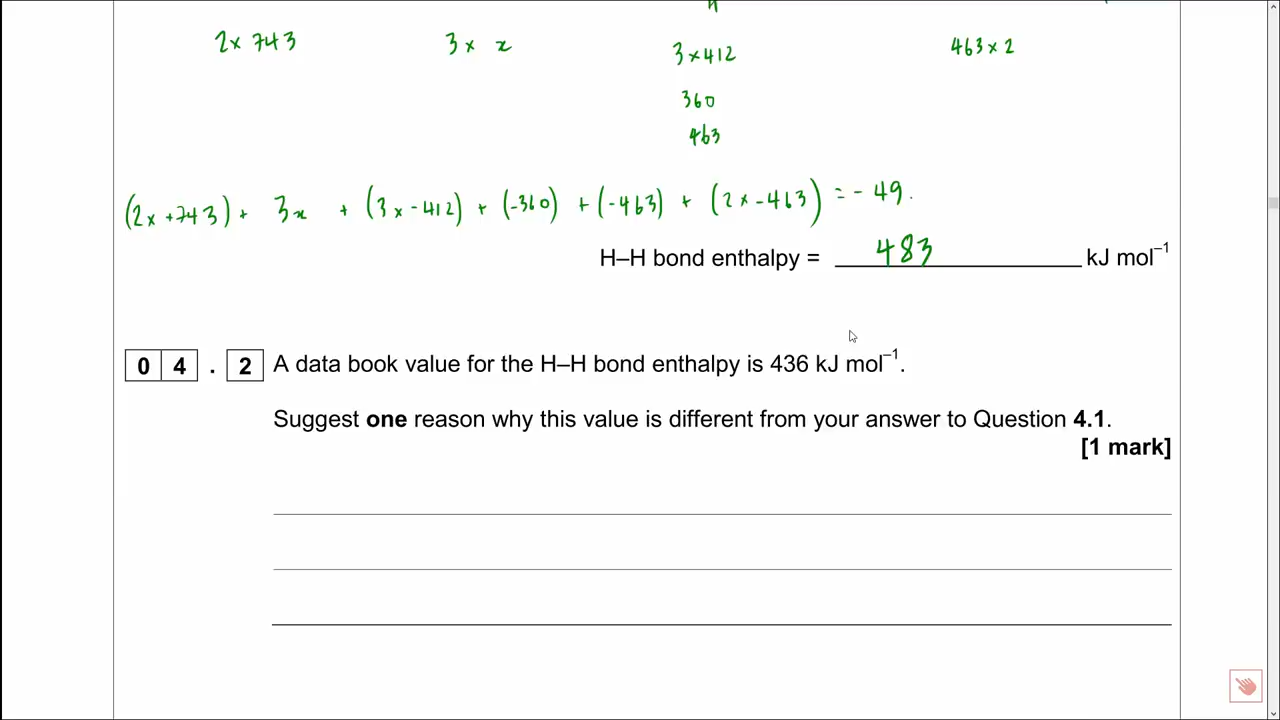 2 x 743 3 x x 3 x 412 463 x 2
360
463
(2x +743) + 3x + (3 x -412) + (-360) + (-463) + (2 x -463) = - 49.
H–H bond enthalpy = 483 kJ mol–1
0 4 . 2 A data book value for the H–H bond enthalpy is 436 kJ mol–1.
Suggest one reason why this value is different from your answer to Question 4.1.
[1 mark]